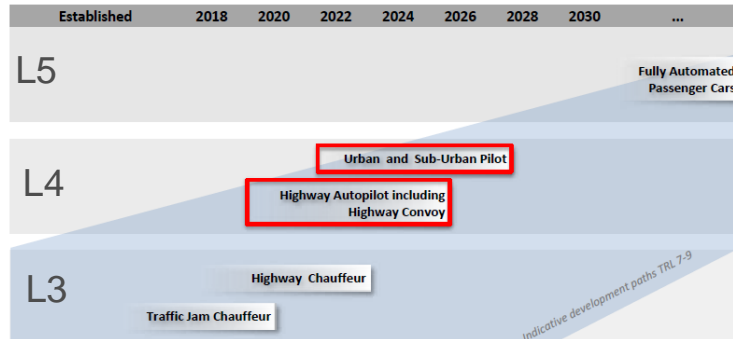 Established 2018 2020 2022 2024 2026 2028 2030 ...
L5
Fully Automated
Passenger Cars
L4
Urban and Sub-Urban Pilot
Highway Autopilot including
Highway Convoy
L3
Highway Chauffeur
Traffic Jam Chauffeur
Indicative development paths TRL 7-9